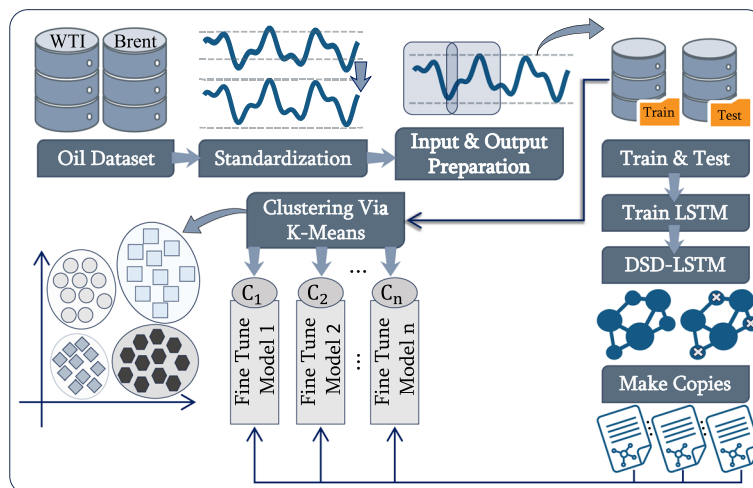 WTI
Brent
Oil Dataset
Standardization
Input & Output
Preparation
Train
Test
Train & Test
Train LSTM
DSD-LSTM
Make Copies
Clustering Via
K-Means
...
C1
C2
Cn
Fine Tune
Model 1
Fine Tune
Model 2
...
Fine Tune
Model n